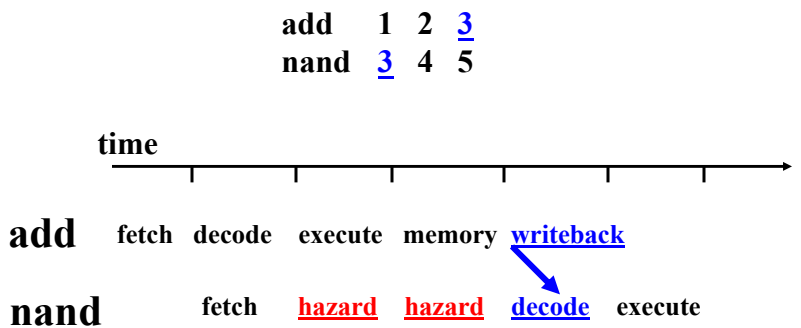 add 1 2 3
nand 3 4 5
time
add fetch decode execute memory writeback
nand fetch hazard hazard decode execute